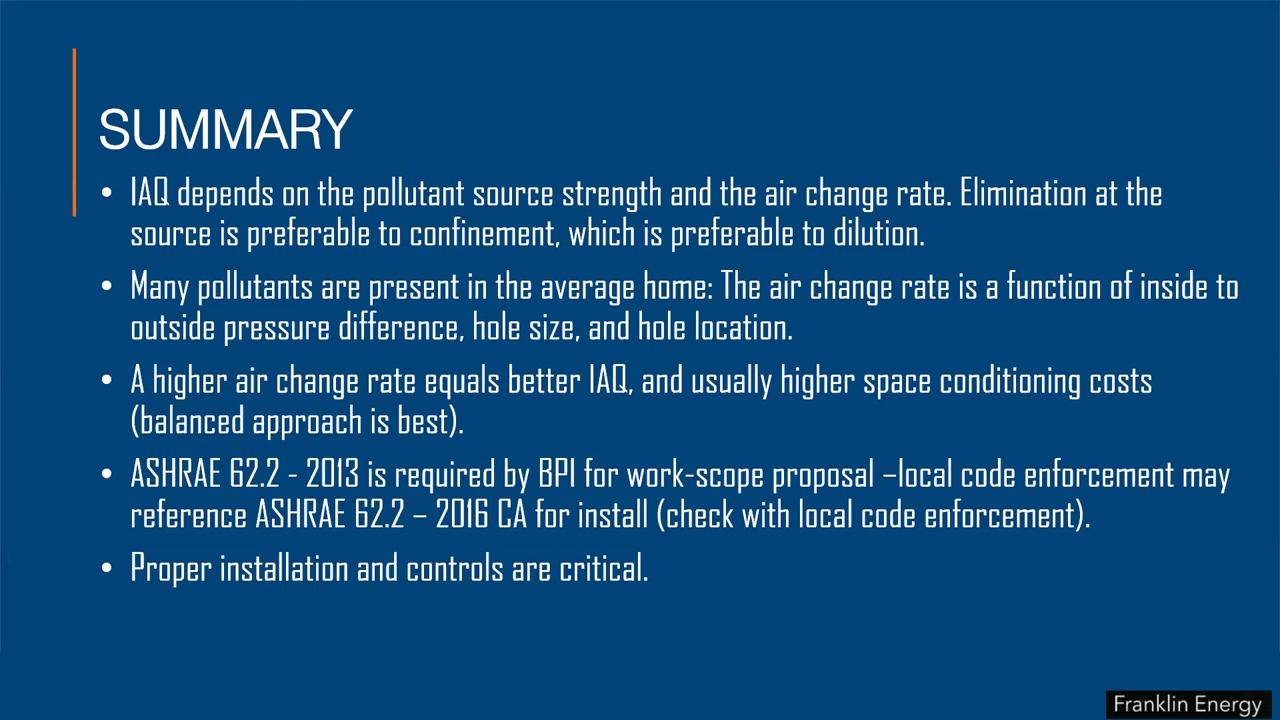 SUMMARY
• IAQ depends on the pollutant source strength and the air change rate. Elimination at the
source is preferable to confinement, which is preferable to dilution.
• Many pollutants are present in the average home: The air change rate is a function of inside to
outside pressure difference, hole size, and hole location.
• A higher air change rate equals better IAQ, and usually higher space conditioning costs
(balanced approach is best).
• ASHRAE 62.2 - 2013 is required by BPI for work-scope proposal –local code enforcement may
reference ASHRAE 62.2 – 2016 CA for install (check with local code enforcement).
• Proper installation and controls are critical.
Franklin Energy